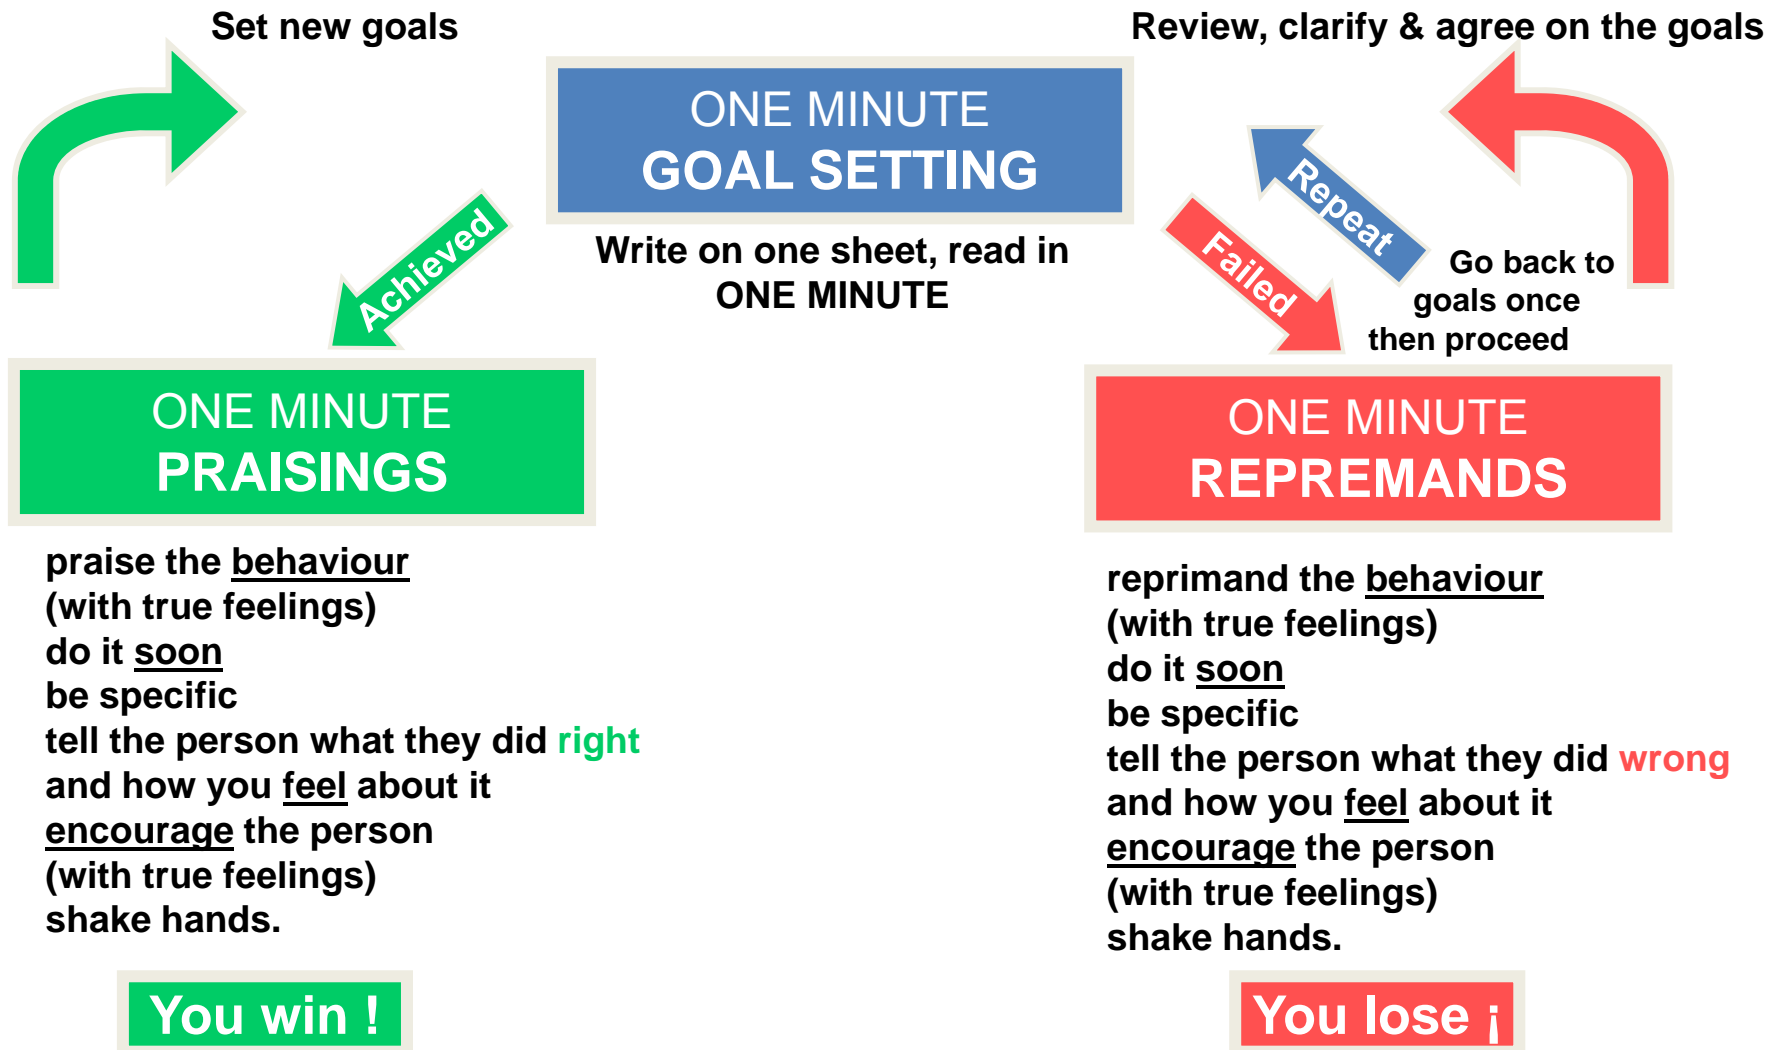 Set new goals
Review, clarify & agree on the goals
ONE MINUTE
GOAL SETTING
Write on one sheet, read in
ONE MINUTE
Achieved
Failed
Repeat
Go back to
goals once
then proceed
ONE MINUTE
PRAISINGS
praise the behaviour
(with true feelings)
do it soon
be specific
tell the person what they did right
and how you feel about it
encourage the person
(with true feelings)
shake hands.
You win !
ONE MINUTE
REPREMANDS
reprimand the behaviour
(with true feelings)
do it soon
be specific
tell the person what they did wrong
and how you feel about it
encourage the person
(with true feelings)
shake hands.
You lose ¡